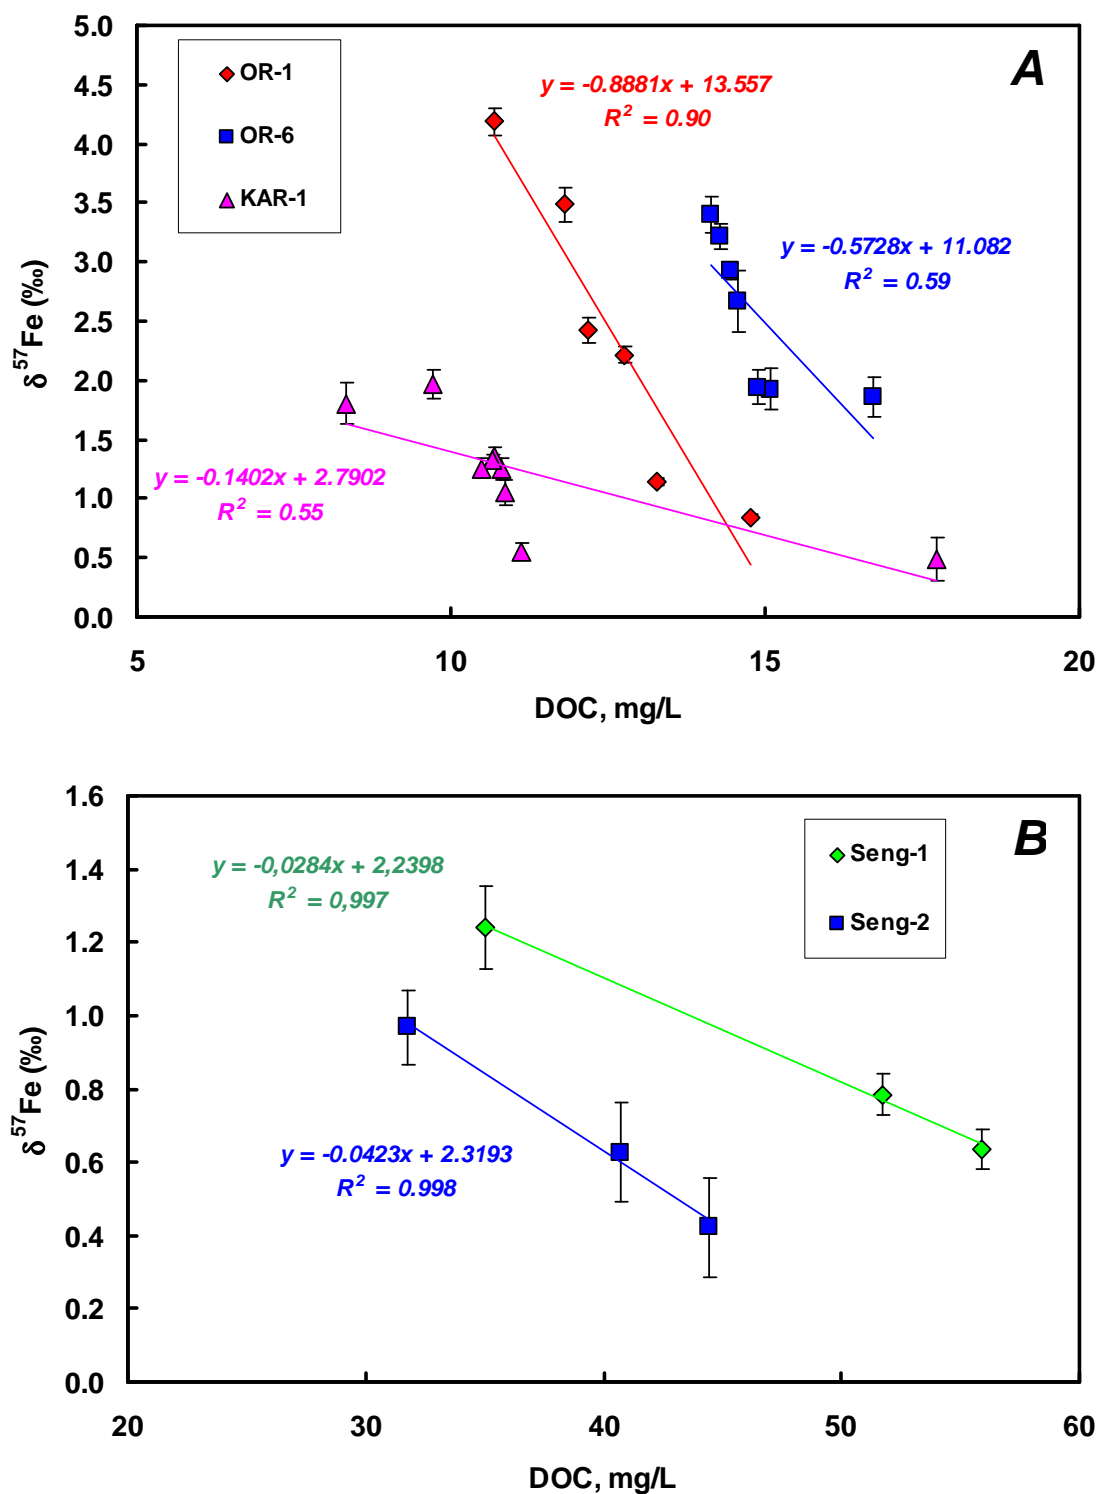 A
OR-1
OR-6
KAR-1
y = -0.8881x + 13.557
R² = 0.90
y = -0.5728x + 11.082
R² = 0.59
y = -0.1402x + 2.7902
R² = 0.55
δ⁵⁷Fe (‰)
5.0
4.5
4.0
3.5
3.0
2.5
2.0
1.5
1.0
0.5
0.0
5 10 15 20
DOC, mg/L
B
Seng-1
Seng-2
y = -0,0284x + 2,2398
R² = 0,997
y = -0.0423x + 2.3193
R² = 0.998
δ⁵⁷Fe (‰)
1.6
1.4
1.2
1.0
0.8
0.6
0.4
0.2
0.0
20 30 40 50 60
DOC, mg/L